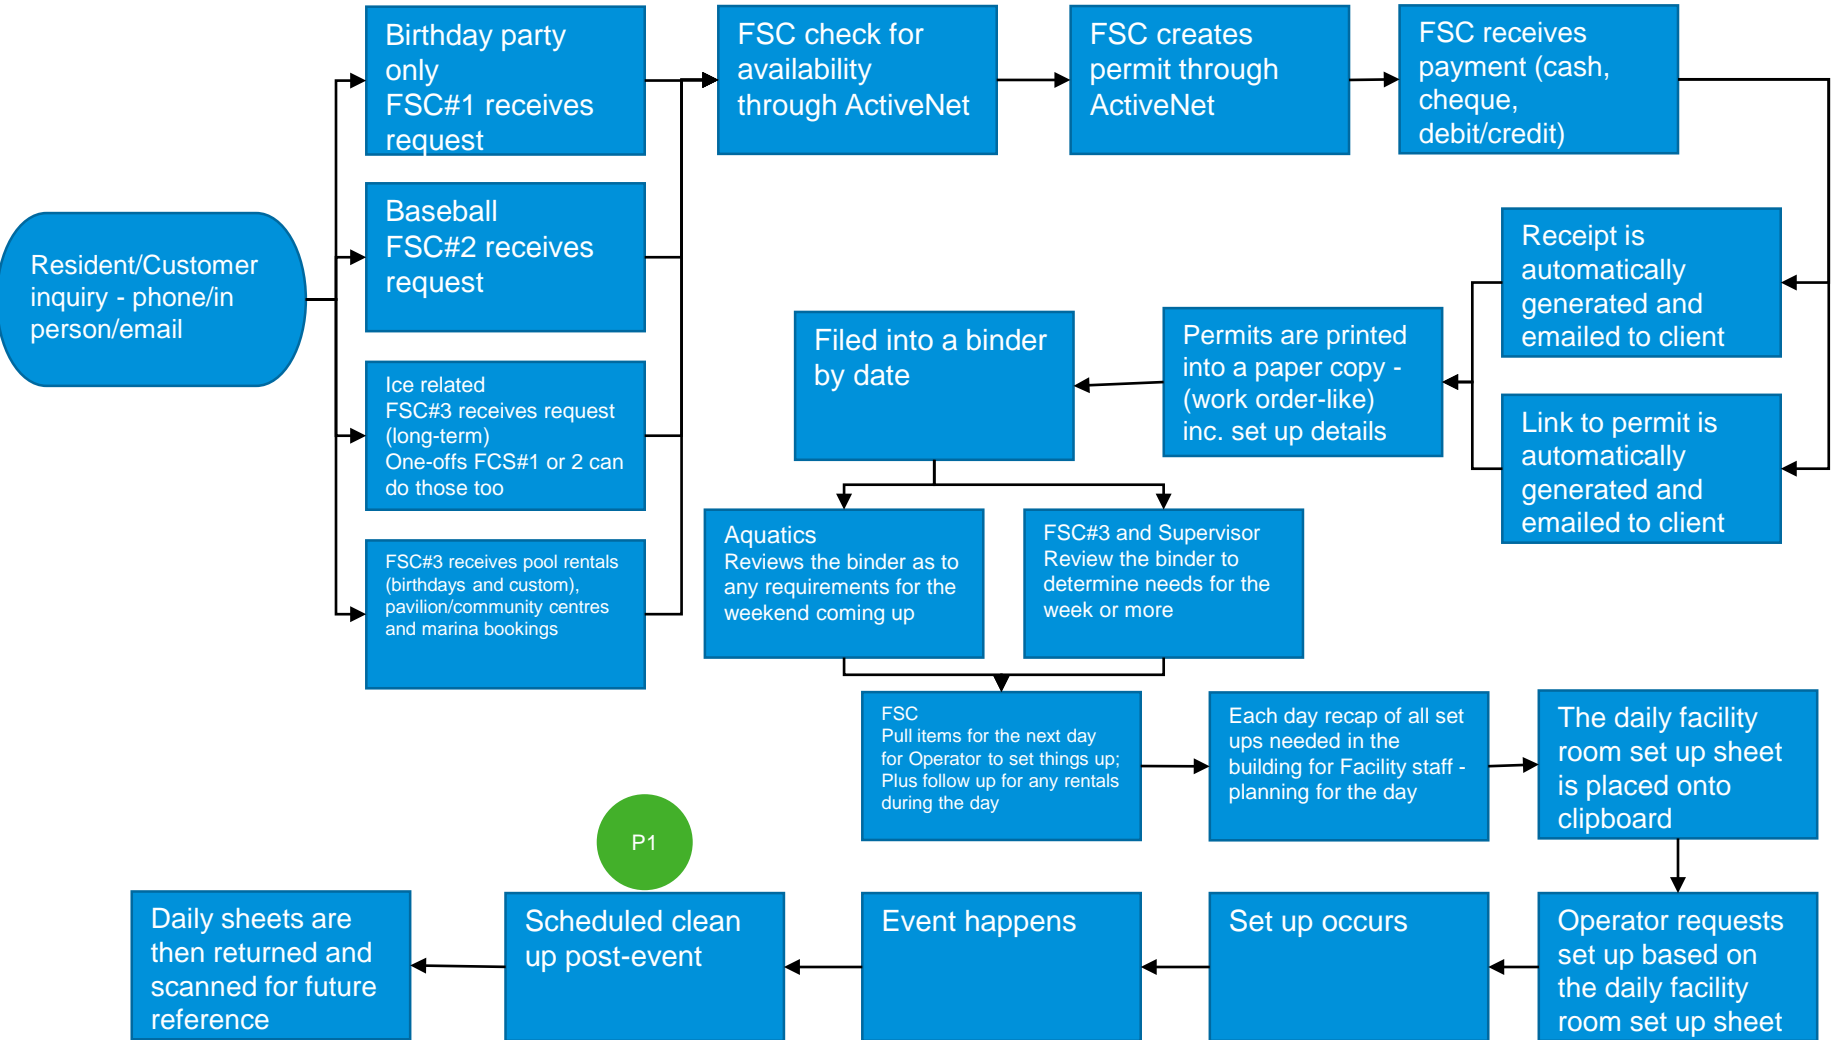 Resident/Customer
inquiry - phone/in
person/email
Birthday party
only
FSC#1 receives
request
Baseball
FSC#2 receives
request
Ice related
FSC#3 receives request
(long-term)
One-offs FCS#1 or 2 can
do those too
FSC#3 receives pool rentals
(birthdays and custom),
pavilion/community centres
and marina bookings
FSC check for
availability
through ActiveNet
FSC creates
permit through
ActiveNet
FSC receives
payment (cash,
cheque,
debit/credit)
Receipt is
automatically
generated and
emailed to client
Link to permit is
automatically
generated and
emailed to client
Permits are printed
into a paper copy -
(work order-like)
inc. set up details
Filed into a binder
by date
Aquatics
Reviews the binder as to
any requirements for the
weekend coming up
FSC#3 and Supervisor
Review the binder to
determine needs for the
week or more
FSC
Pull items for the next day
for Operator to set things up;
Plus follow up for any rentals
during the day
Each day recap of all set
ups needed in the
building for Facility staff -
planning for the day
The daily facility
room set up sheet
is placed onto
clipboard
Operator requests
set up based on
the daily facility
room set up sheet
Set up occurs
Event happens
P1
Scheduled clean
up post-event
Daily sheets are
then returned and
scanned for future
reference